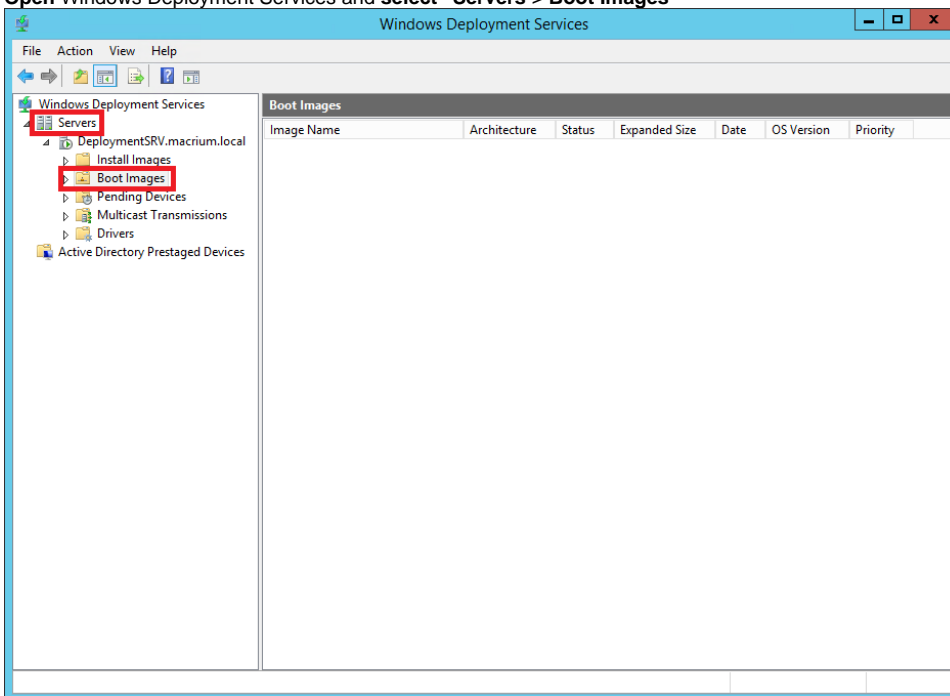 Open Windows Deployment Services and select "Servers > Boot Images"
Windows Deployment Services
File Action View Help
Windows Deployment Services
Servers
DeploymentSRV.macrium.local
Install Images
Boot Images
Pending Devices
Multicast Transmissions
Drivers
Active Directory Prestaged Devices
Boot Images
Image Name Architecture Status Expanded Size Date OS Version Priority